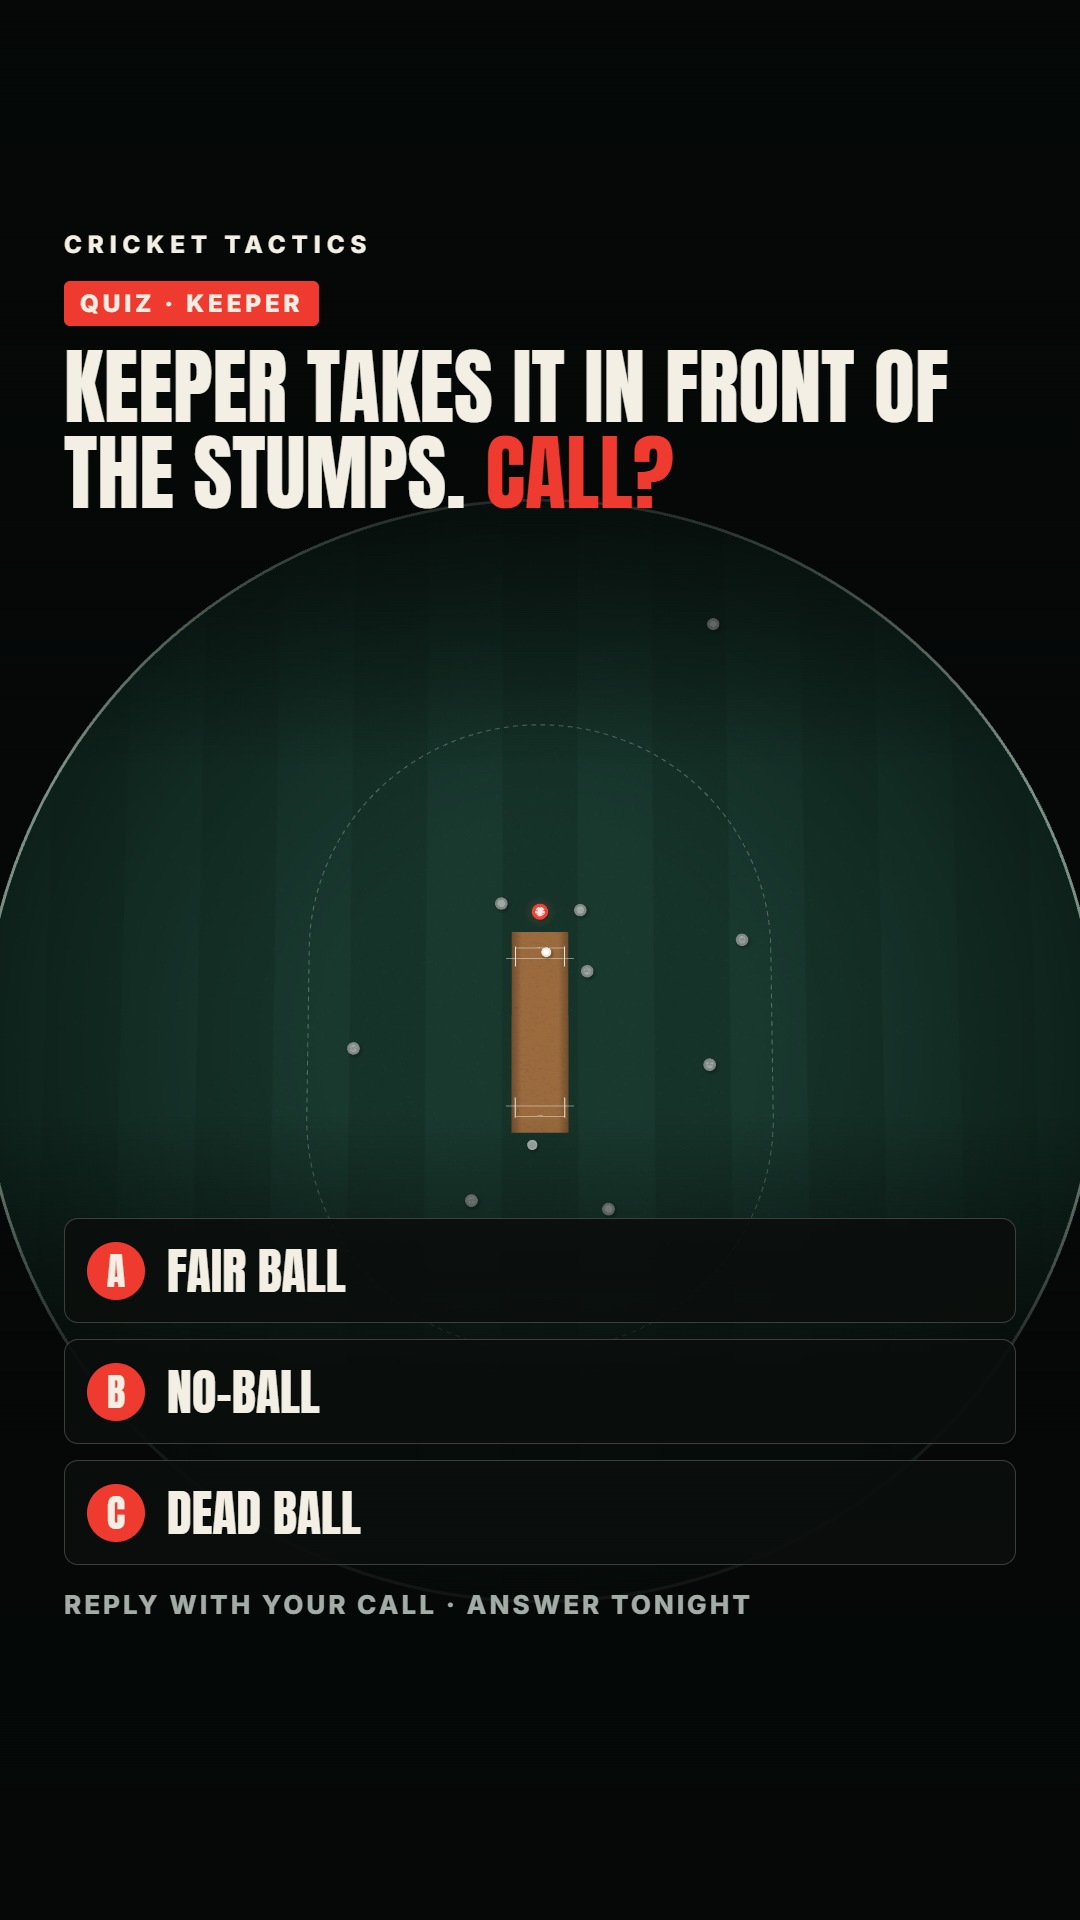 CRICKET TACTICS
QUIZ · KEEPER
KEEPER TAKES IT IN FRONT OF
THE STUMPS. CALL?
A FAIR BALL
B NO-BALL
C DEAD BALL
REPLY WITH YOUR CALL · ANSWER TONIGHT